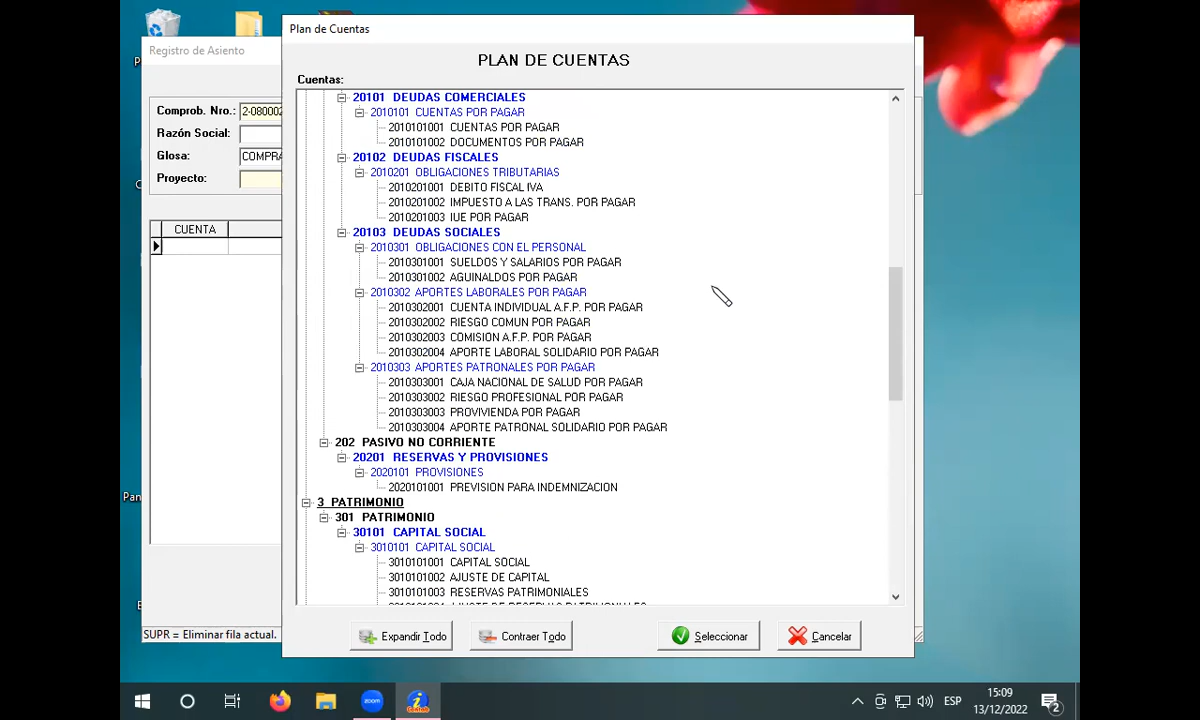 Plan de Cuentas
PLAN DE CUENTAS
Cuentas:
20101 DEUDAS COMERCIALES
2010101 CUENTAS POR PAGAR
2010101001 CUENTAS POR PAGAR
2010101002 DOCUMENTOS POR PAGAR
20102 DEUDAS FISCALES
2010201 OBLIGACIONES TRIBUTARIAS
2010201001 DEBITO FISCAL IVA
2010201002 IMPUESTO A LAS TRANS. POR PAGAR
2010201003 IUE POR PAGAR
20103 DEUDAS SOCIALES
2010301 OBLIGACIONES CON EL PERSONAL
2010301001 SUELDOS Y SALARIOS POR PAGAR
2010301002 AGUINALDOS POR PAGAR
2010302 APORTES LABORALES POR PAGAR
2010302001 CUENTA INDIVIDUAL A.F.P. POR PAGAR
2010302002 RIESGO COMUN POR PAGAR
2010302003 COMISION A.F.P. POR PAGAR
2010302004 APORTE LABORAL SOLIDARIO POR PAGAR
2010303 APORTES PATRONALES POR PAGAR
2010303001 CAJA NACIONAL DE SALUD POR PAGAR
2010303002 RIESGO PROFESIONAL POR PAGAR
2010303003 PROVIVIENDA POR PAGAR
2010303004 APORTE PATRONAL SOLIDARIO POR PAGAR
202 PASIVO NO CORRIENTE
20201 RESERVAS Y PROVISIONES
2020101 PROVISIONES
2020101001 PREVISION PARA INDEMNIZACION
3 PATRIMONIO
301 PATRIMONIO
30101 CAPITAL SOCIAL
3010101 CAPITAL SOCIAL
3010101001 CAPITAL SOCIAL
3010101002 AJUSTE DE CAPITAL
3010101003 RESERVAS PATRIMONIALES
Expandir Todo
Contraer Todo
Seleccionar
Cancelar
Registro de Asiento
Comprob. Nro.: 2-080002
Razón Social:
Glosa: COMPRA
Proyecto:
CUENTA
SUPR = Eliminar fila actual.
Pan
zoom
ESP
15:09
13/12/2022
2